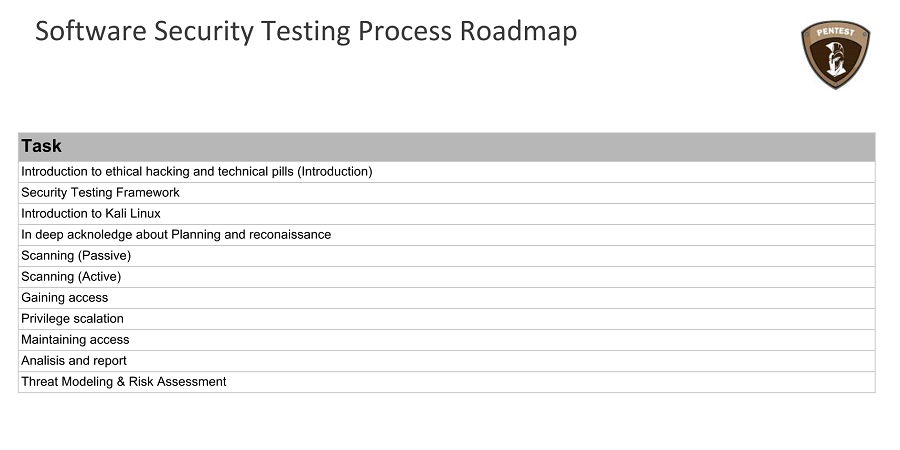 Software Security Testing Process Roadmap
PENTEST
Task
Introduction to ethical hacking and technical pills (Introduction)
Security Testing Framework
Introduction to Kali Linux
In deep acknoledge about Planning and reconaissance
Scanning (Passive)
Scanning (Active)
Gaining access
Privilege scalation
Maintaining access
Analisis and report
Threat Modeling & Risk Assessment